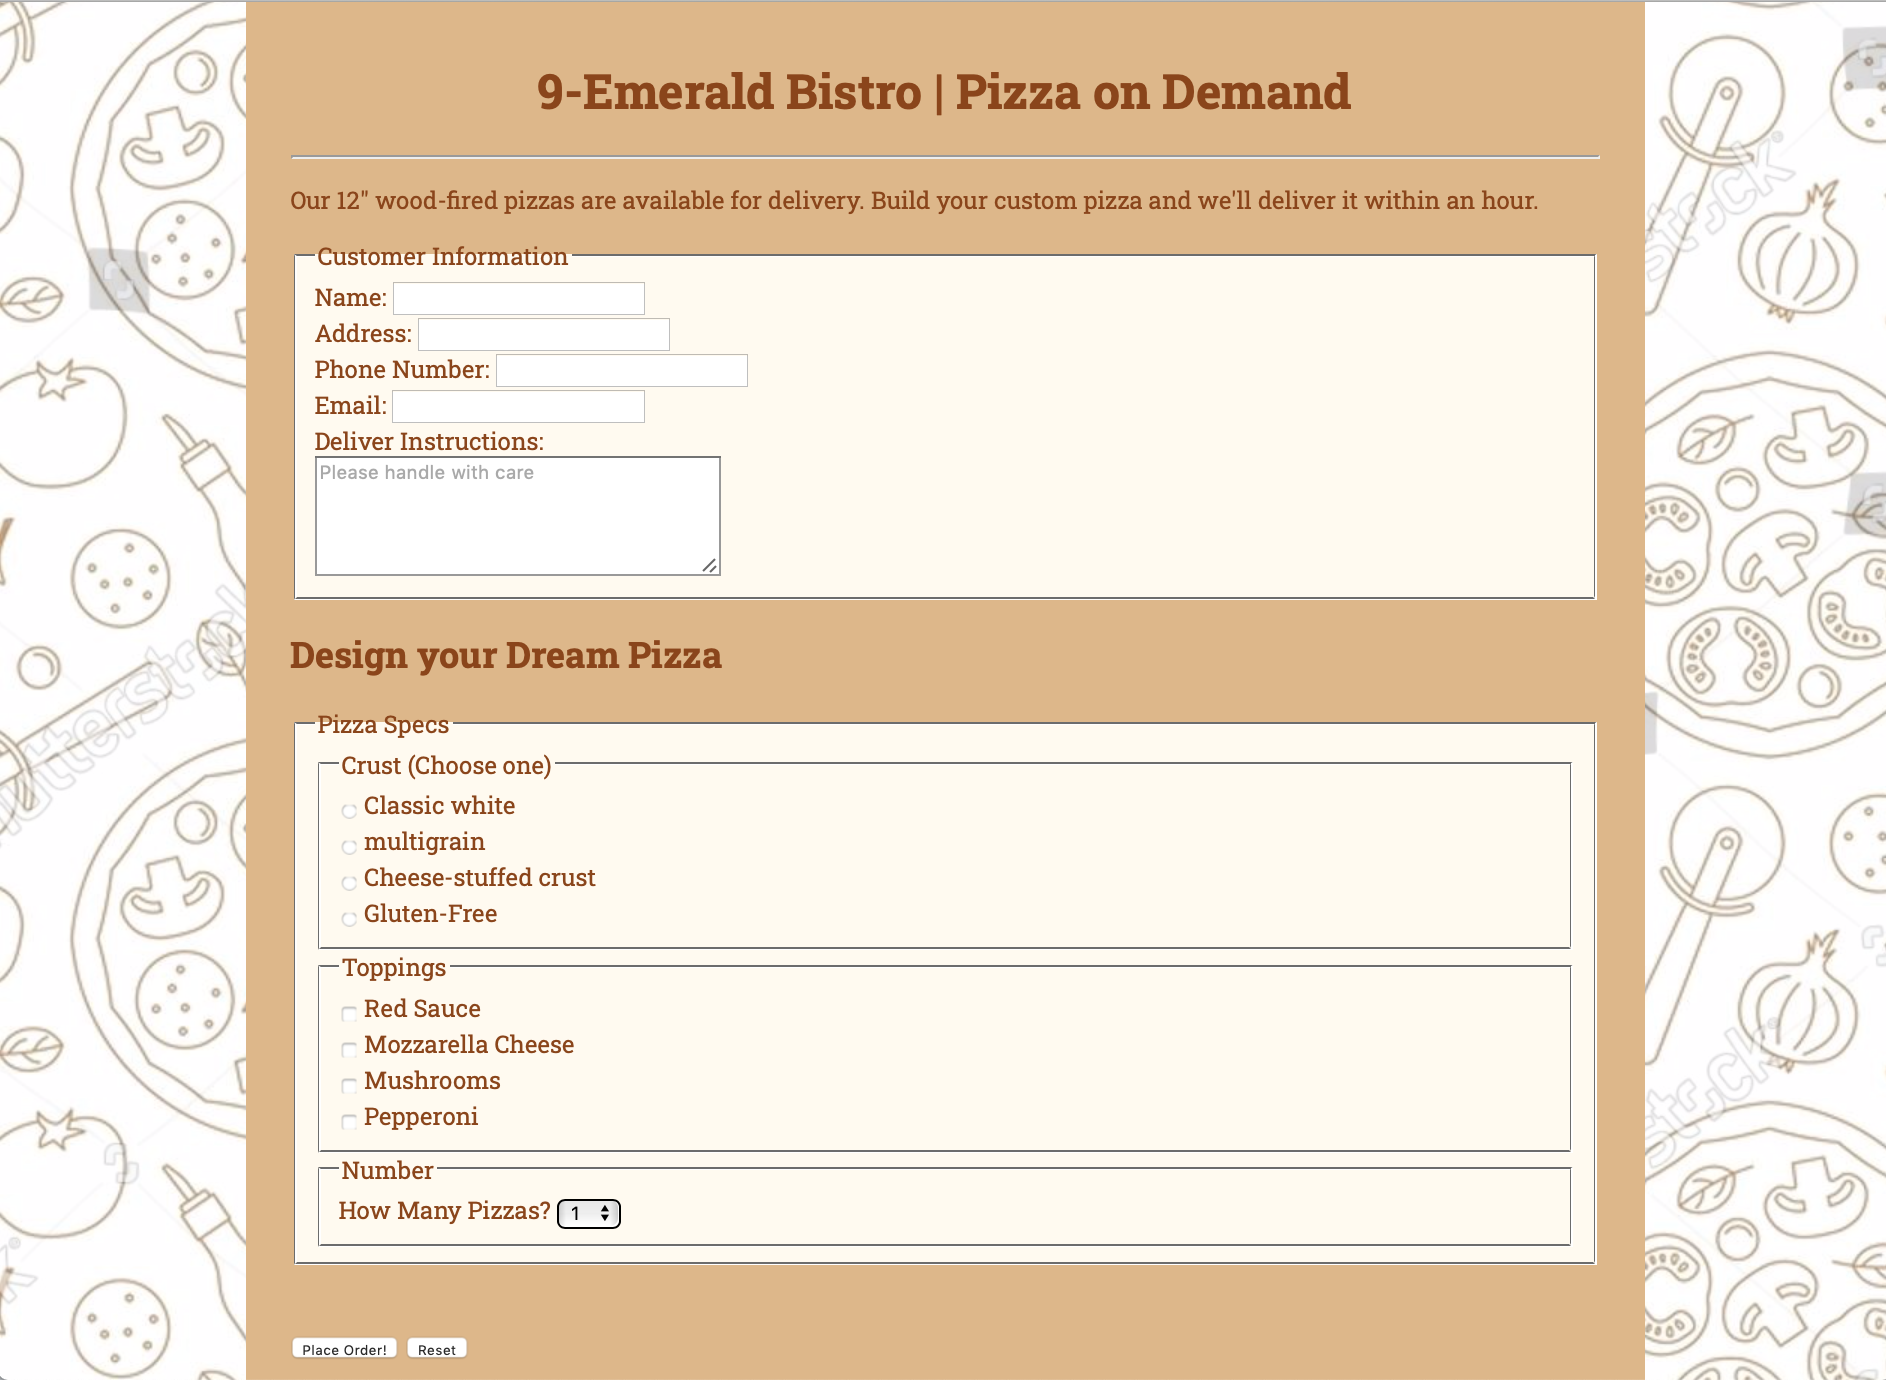 9-Emerald Bistro | Pizza on Demand
Our 12" wood-fired pizzas are available for delivery. Build your custom pizza and we'll deliver it within an hour.
Customer Information
Name:
Address:
Phone Number:
Email:
Deliver Instructions:
Please handle with care
Design your Dream Pizza
Pizza Specs
Crust (Choose one)
Classic white
multigrain
Cheese-stuffed crust
Gluten-Free
Toppings
Red Sauce
Mozzarella Cheese
Mushrooms
Pepperoni
Number
How Many Pizzas? 1
Place Order! Reset